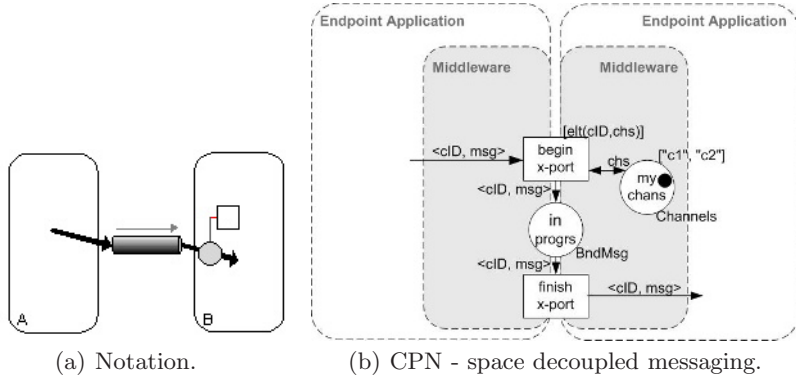 Endpoint Application
Endpoint Application
Middleware
Middleware
[elt(cID,chs)]
<cID, msg>
begin
x-port
chs
["c1", "c2"]
my
chans
Channels
<cID, msg>
in
progrs
BndMsg
<cID, msg>
finish
x-port
<cID, msg>
A
B
(a) Notation.
(b) CPN - space decoupled messaging.